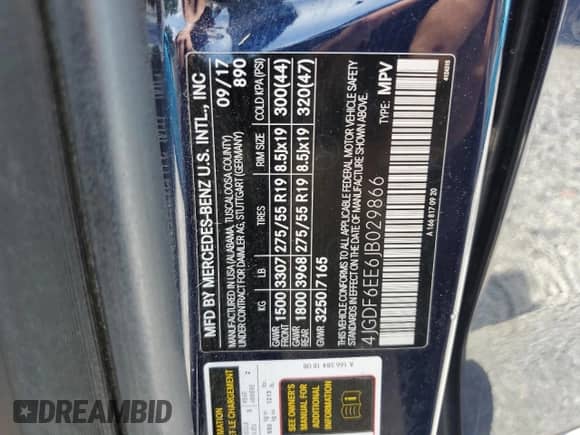 MFD BY MERCEDES-BENZ U.S. INTL., INC
MANUFACTURED IN USA (ALABAMA, TUSCALOOSA COUNTY)
UNDER CONTRACT FOR DAIMLER AG, STUTTGART (GERMANY)
09/17
890
KG LB TIRES RIM SIZE COLD KPA(PSI)
GAWR FRONT 1500 3307 275/55 R19 8.5Jx19 300(44)
GAWR REAR 1800 3968 275/55 R19 8.5Jx19 320(47)
GVWR 3250 7165
THIS VEHICLE CONFORMS TO ALL APPLICABLE FEDERAL MOTOR VEHICLE SAFETY
STANDARDS IN EFFECT ON THE DATE OF MANUFACTURE SHOWN ABOVE.
4JGDF6EE6JB029866
TYPE: MPV
A 166 817 09 20
A 166 584 18 08
SEE OWNER'S
MANUAL FOR
ADDITIONAL
INFORMATION
DREAMBID